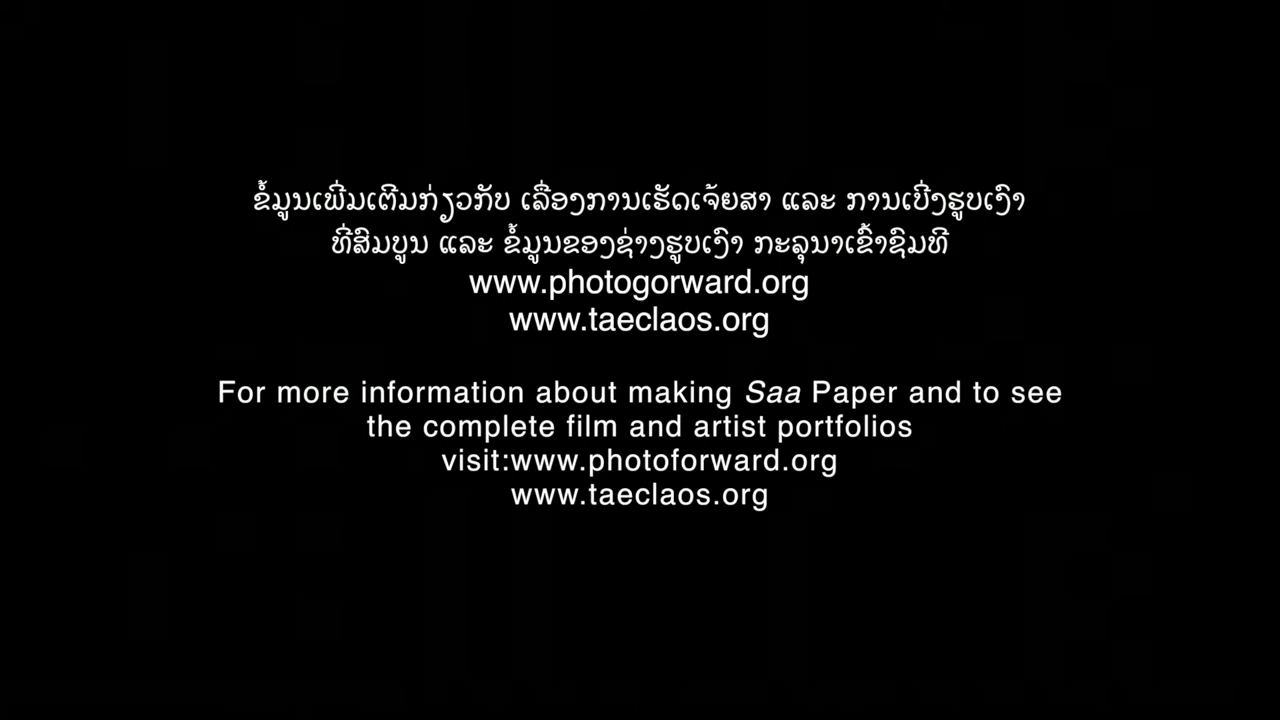 ຂໍ້ມູນເພີ່ມເຕີມກ່ຽວກັບ ເລື່ອງການເຮັດເຈ້ຍສາ ແລະ ການເບີ່ງຮູບເງົາ
ທີ່ສົມບູນ ແລະ ຂໍ້ມູນຂອງຊ່າງຮູບເງົາ ກະລຸນາເຂົ້າຊົມທີ
www.photogorward.org
www.taeclaos.org
For more information about making Saa Paper and to see
the complete film and artist portfolios
visit:www.photoforward.org
www.taeclaos.org